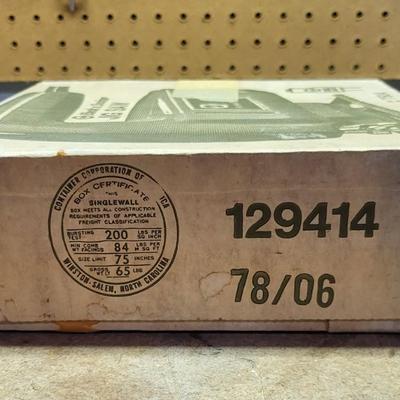 CONTAINER CORPORATION OF
ICA
BOX CERTIFICATE
THIS
SINGLEWALL
BOX MEETS ALL CONSTRUCTION
REQUIREMENTS OF APPLICABLE
FREIGHT CLASSIFICATION
BURSTING TEST 200 LBS PER SQ INCH
MIN COMB WT FACINGS 84 LBS PER M SQ FT
SIZE LIMIT 75 INCHES
GROSS WT 65 LBS
WINSTON-SALEM, NORTH CAROLINA
129414
78/06